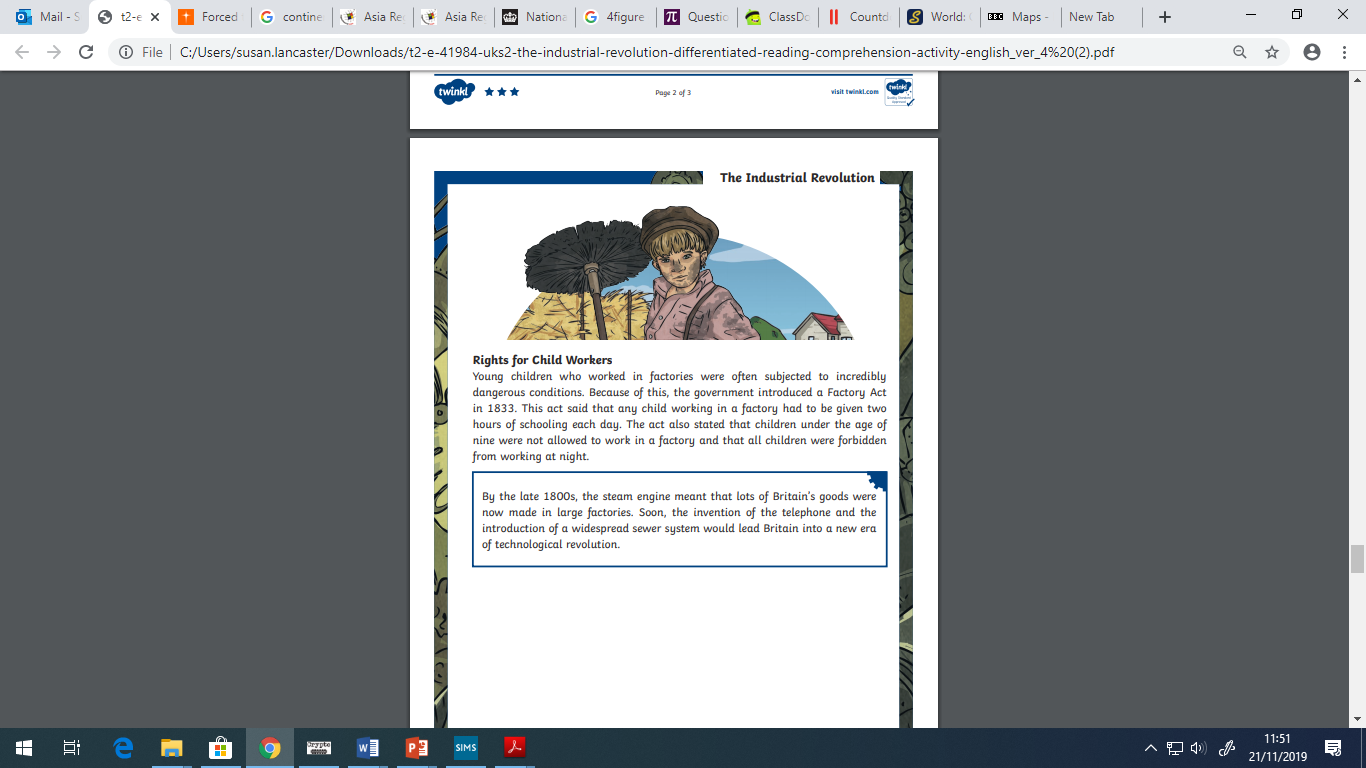 Mail - S
t2-e
Forced
contine
Asia Re
Asia Re
Nationa
4figure
Questio
ClassDo
Countd
World: 
Maps -
New Tab
File
C:/Users/susan.lancaster/Downloads/t2-e-41984-uks2-the-industrial-revolution-differentiated-reading-comprehension-activity-english_ver_4%20(2).pdf
twinkl
Page 2 of 3
visit twinkl.com
twinkl
The Industrial Revolution
Rights for Child Workers
Young children who worked in factories were often subjected to incredibly
dangerous conditions. Because of this, the government introduced a Factory Act
in 1833. This act said that any child working in a factory had to be given two
hours of schooling each day. The act also stated that children under the age of
nine were not allowed to work in a factory and that all children were forbidden
from working at night.
By the late 1800s, the steam engine meant that lots of Britain's goods were
now made in large factories. Soon, the invention of the telephone and the
introduction of a widespread sewer system would lead Britain into a new era
of technological revolution.
SIMS
11:51
21/11/2019